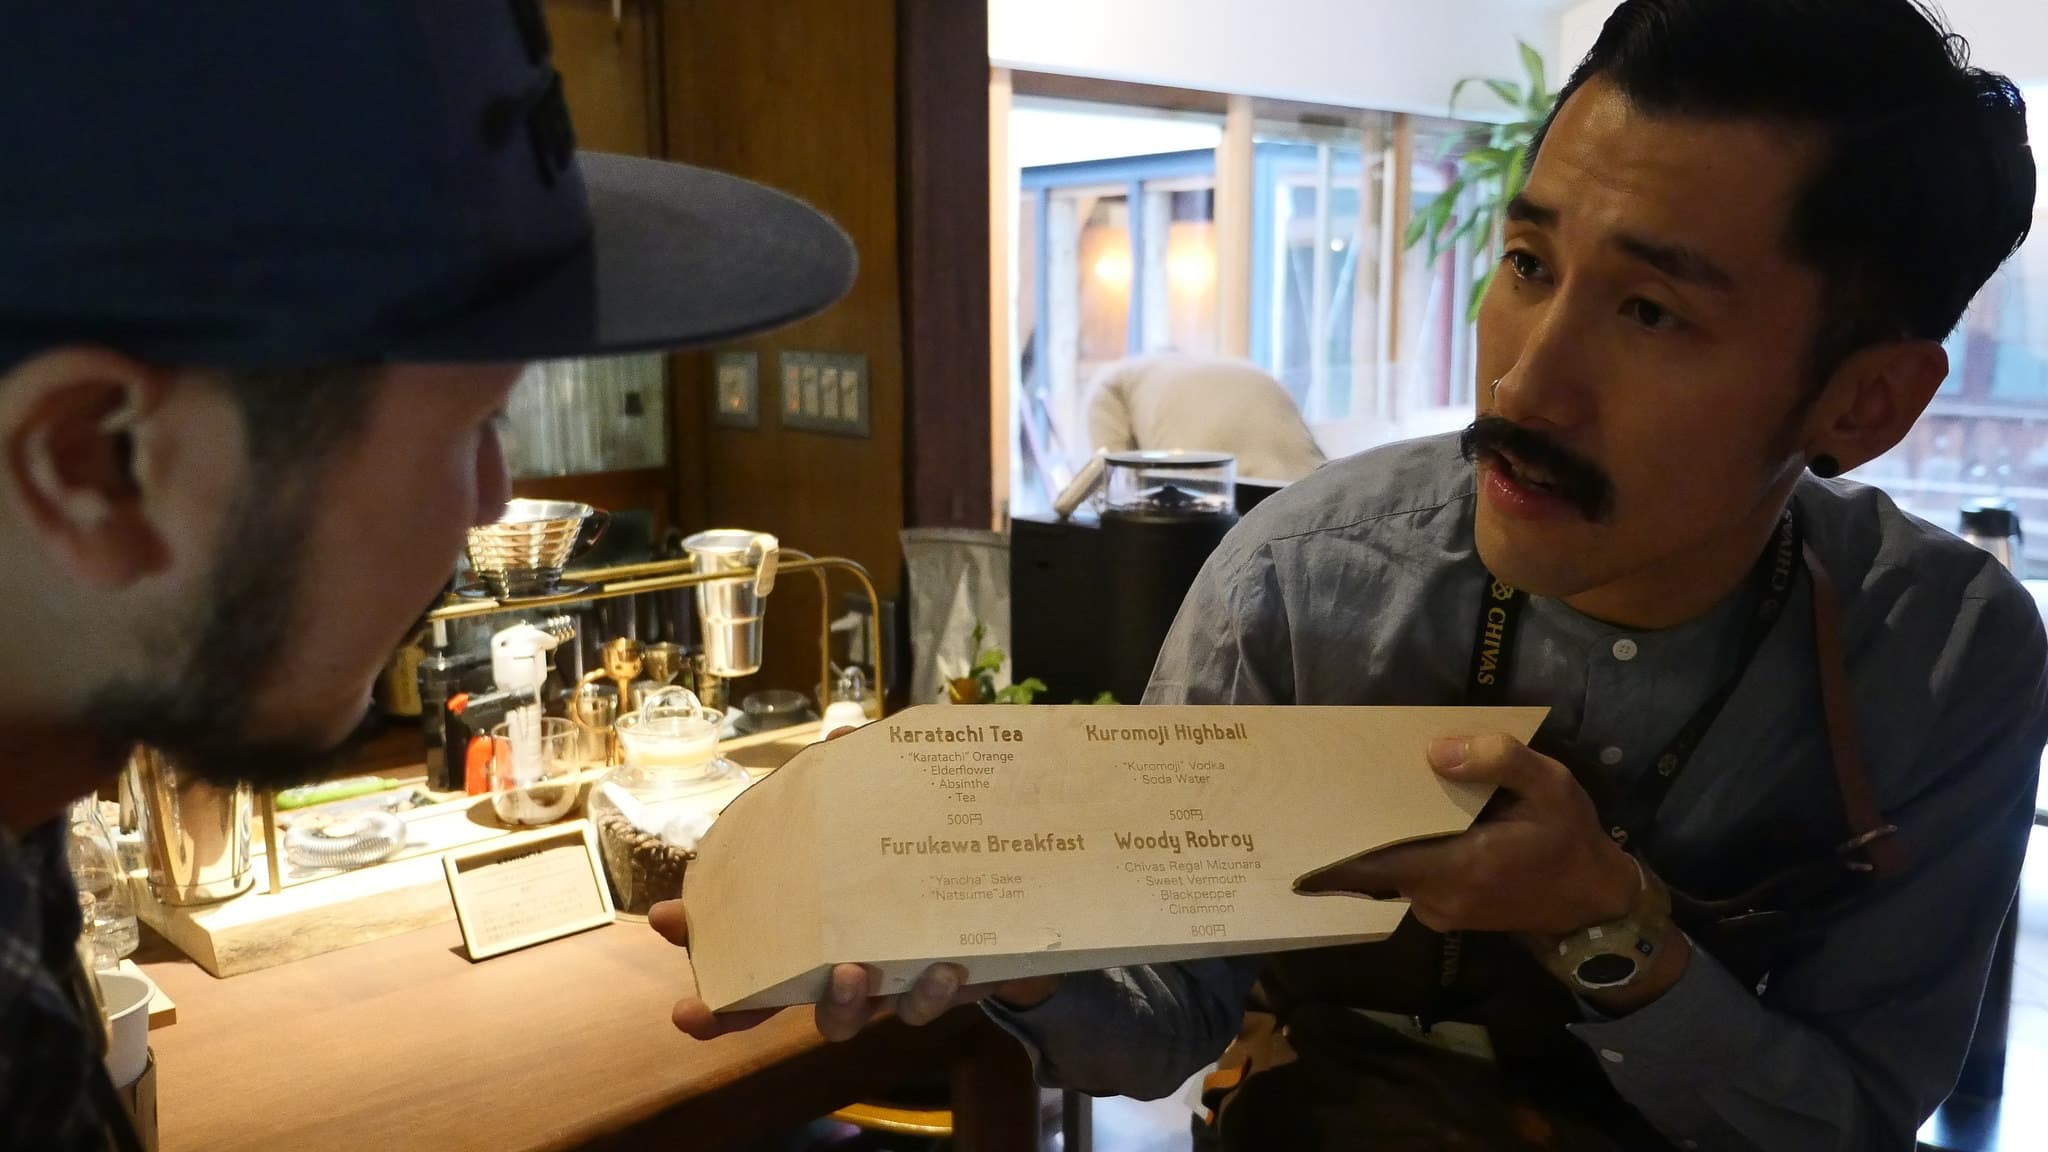 Karatachi Tea
· "Karatachi" Orange
· Elderflower
· Absinthe
· Tea
500円
Kuromoji Highball
· "Kuromoji" Vodka
· Soda Water
500円
Furukawa Breakfast
· "Yancha" Sake
· "Natsume" Jam
800円
Woody Robroy
· Chivas Regal Mizunara
· Sweet Vermouth
· Blackpepper
· Cinammon
800円
CHIVAS
CHIVAS
CHIVAS